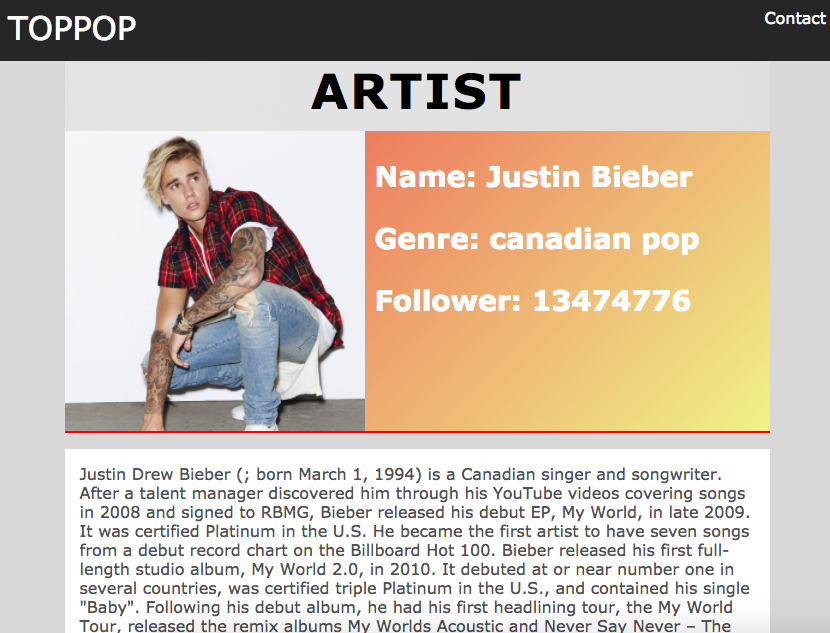 TOPPOP
Contact
ARTIST
Name: Justin Bieber
Genre: canadian pop
Follower: 13474776
Justin Drew Bieber (; born March 1, 1994) is a Canadian singer and songwriter.
After a talent manager discovered him through his YouTube videos covering songs
in 2008 and signed to RBMG, Bieber released his debut EP, My World, in late 2009.
It was certified Platinum in the U.S. He became the first artist to have seven songs
from a debut record chart on the Billboard Hot 100. Bieber released his first full-
length studio album, My World 2.0, in 2010. It debuted at or near number one in
several countries, was certified triple Platinum in the U.S., and contained his single
"Baby". Following his debut album, he had his first headlining tour, the My World
Tour, released the remix albums My Worlds Acoustic and Never Say Never – The